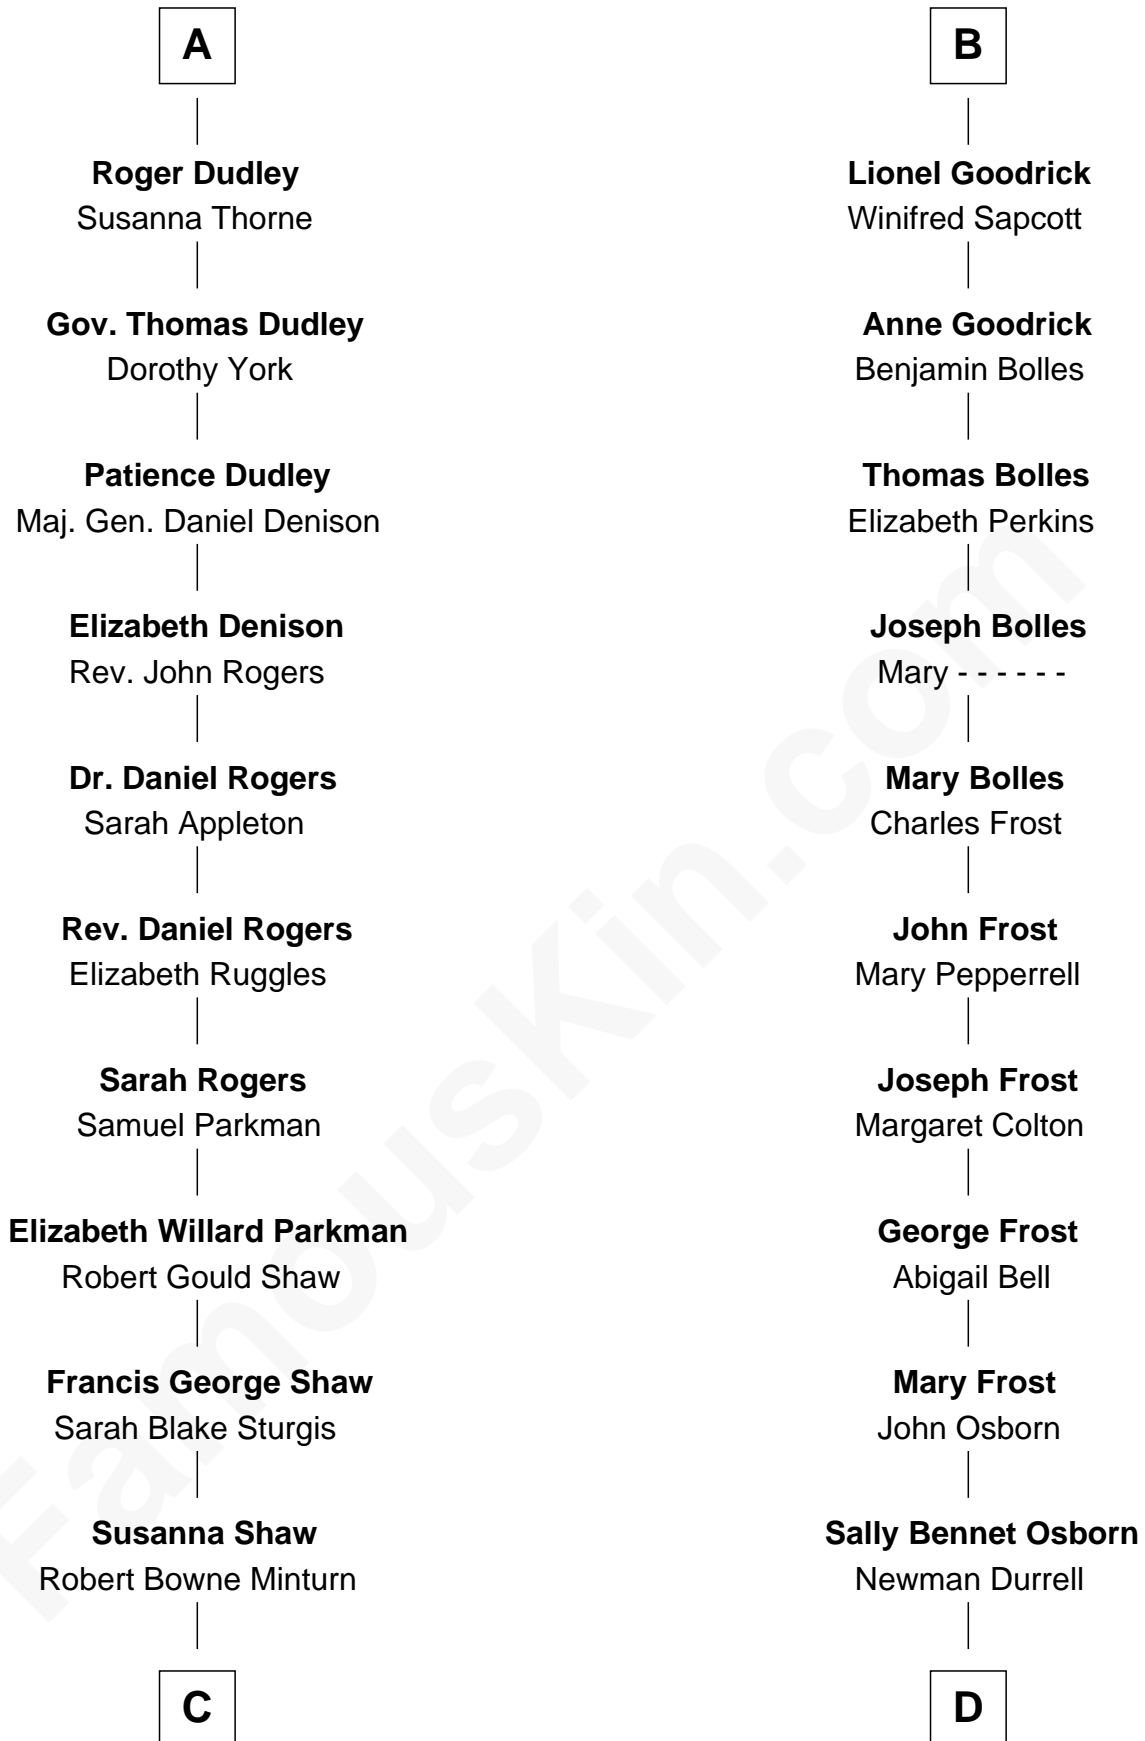 A
Roger Dudley
Susanna Thorne
Gov. Thomas Dudley
Dorothy York
Patience Dudley
Maj. Gen. Daniel Denison
Elizabeth Denison
Rev. John Rogers
Dr. Daniel Rogers
Sarah Appleton
Rev. Daniel Rogers
Elizabeth Ruggles
Sarah Rogers
Samuel Parkman
Elizabeth Willard Parkman
Robert Gould Shaw
Francis George Shaw
Sarah Blake Sturgis
Susanna Shaw
Robert Bowne Minturn
C
B
Lionel Goodrick
Winifred Sapcott
Anne Goodrick
Benjamin Bolles
Thomas Bolles
Elizabeth Perkins
Joseph Bolles
Mary - - - - - -
Mary Bolles
Charles Frost
John Frost
Mary Pepperrell
Joseph Frost
Margaret Colton
George Frost
Abigail Bell
Mary Frost
John Osborn
Sally Bennet Osborn
Newman Durrell
D
FamousKin.com